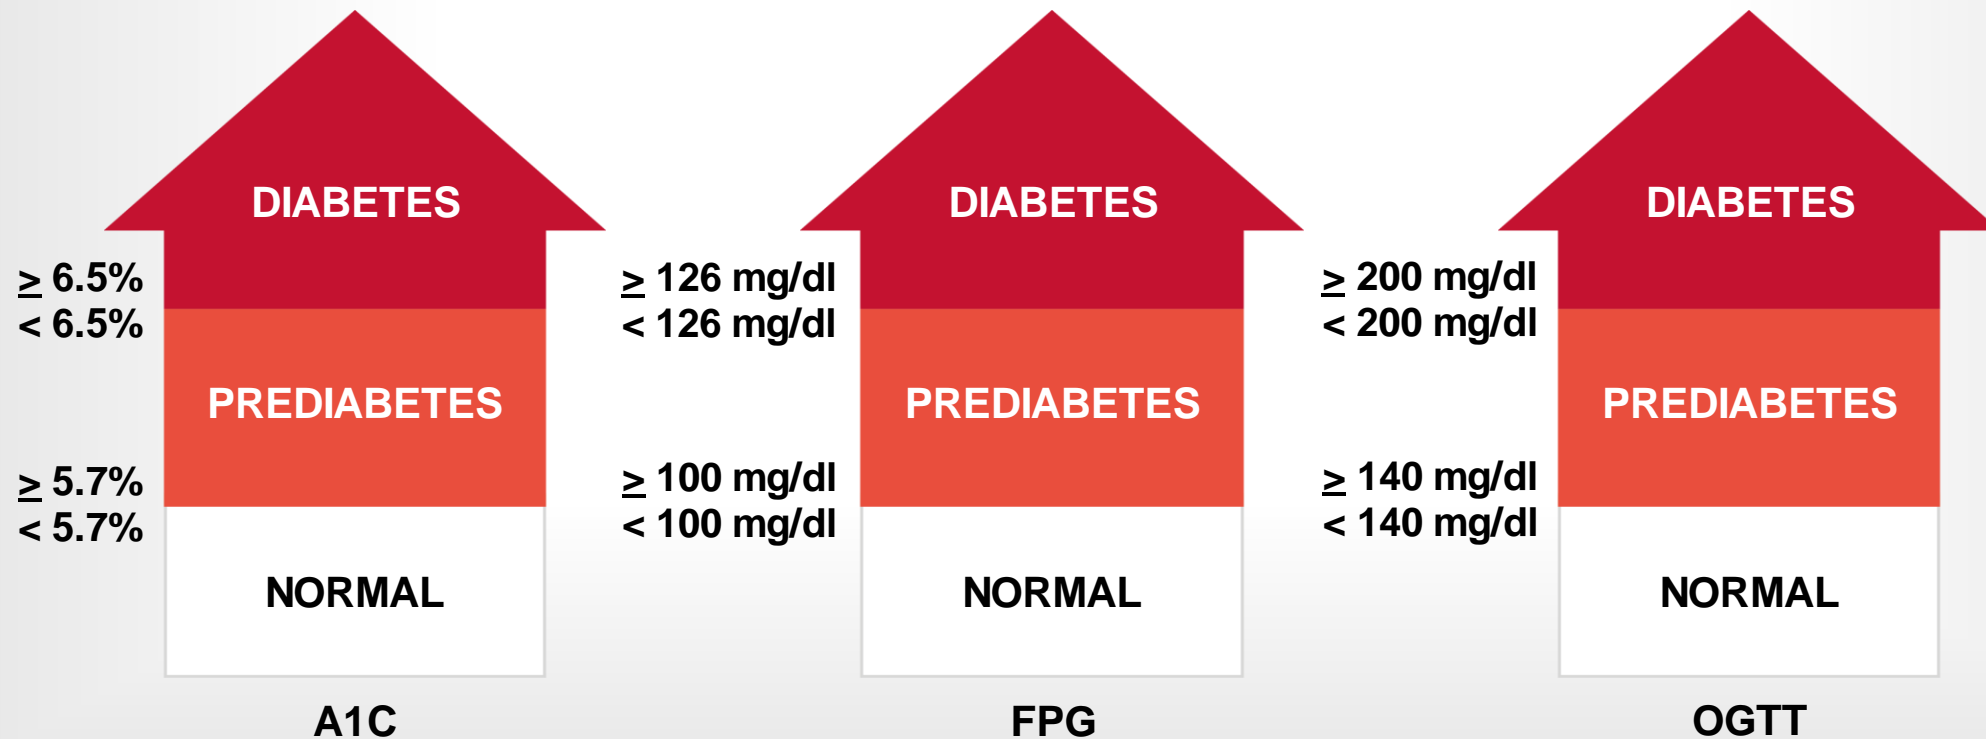 DIABETES
≥ 6.5%
< 6.5%
PREDIABETES
≥ 5.7%
< 5.7%
NORMAL
A1C
DIABETES
≥ 126 mg/dl
< 126 mg/dl
PREDIABETES
≥ 100 mg/dl
< 100 mg/dl
NORMAL
FPG
DIABETES
≥ 200 mg/dl
< 200 mg/dl
PREDIABETES
≥ 140 mg/dl
< 140 mg/dl
NORMAL
OGTT